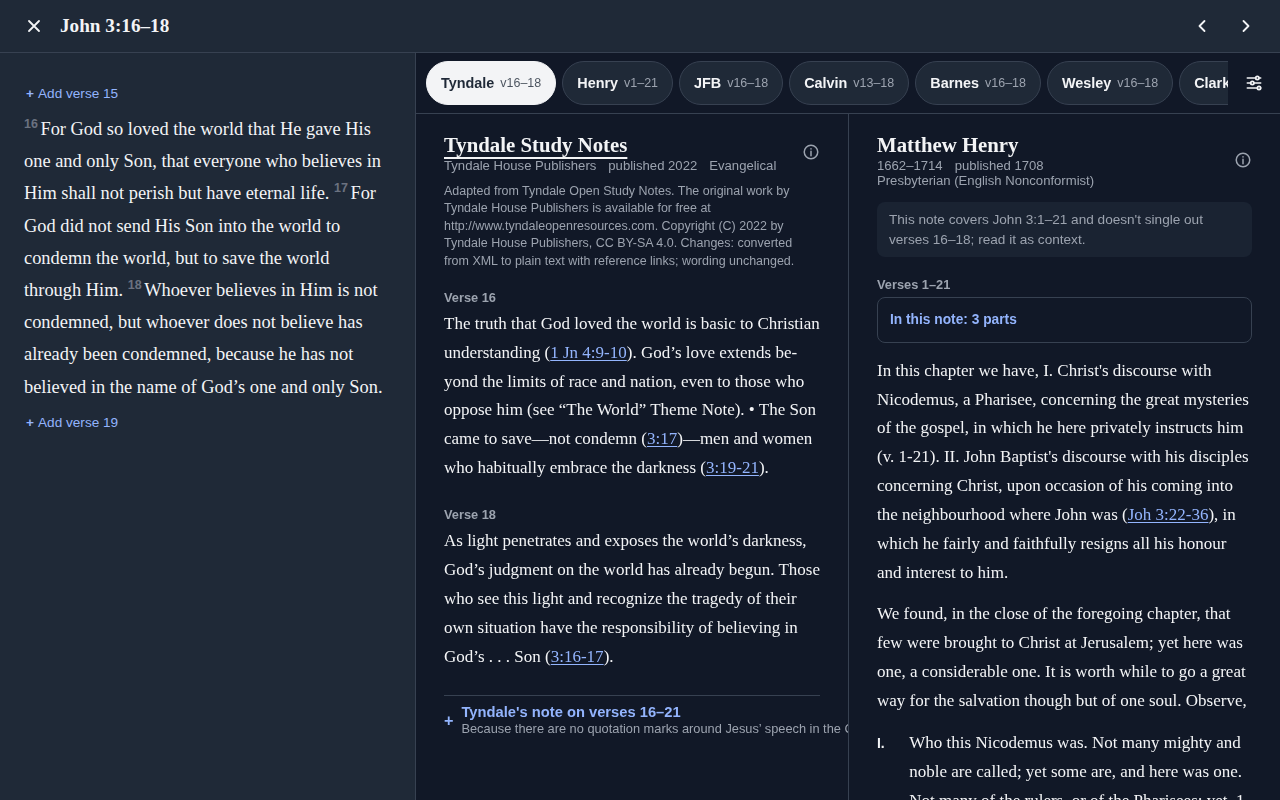 John 3:16–18
+ Add verse 15
16 For God so loved the world that He gave His
one and only Son, that everyone who believes in
Him shall not perish but have eternal life. 17 For
God did not send His Son into the world to
condemn the world, but to save the world
through Him. 18 Whoever believes in Him is not
condemned, but whoever does not believe has
already been condemned, because he has not
believed in the name of God’s one and only Son.
+ Add verse 19
Tyndale v16–18 Henry v1–21 JFB v16–18 Calvin v13–18 Barnes v16–18 Wesley v16–18 Clark
Tyndale Study Notes
Tyndale House Publishers published 2022 Evangelical
Adapted from Tyndale Open Study Notes. The original work by
Tyndale House Publishers is available for free at
http://www.tyndaleopenresources.com. Copyright (C) 2022 by
Tyndale House Publishers, CC BY-SA 4.0. Changes: converted
from XML to plain text with reference links; wording unchanged.
Verse 16
The truth that God loved the world is basic to Christian
understanding (1 Jn 4:9-10). God’s love extends be-
yond the limits of race and nation, even to those who
oppose him (see “The World” Theme Note). • The Son
came to save—not condemn (3:17)—men and women
who habitually embrace the darkness (3:19-21).
Verse 18
As light penetrates and exposes the world’s darkness,
God’s judgment on the world has already begun. Those
who see this light and recognize the tragedy of their
own situation have the responsibility of believing in
God’s . . . Son (3:16-17).
+ Tyndale's note on verses 16–21
Because there are no quotation marks around Jesus’ speech in the
Matthew Henry
1662–1714 published 1708
Presbyterian (English Nonconformist)
This note covers John 3:1–21 and doesn't single out
verses 16–18; read it as context.
Verses 1–21
In this note: 3 parts
In this chapter we have, I. Christ's discourse with
Nicodemus, a Pharisee, concerning the great mysteries
of the gospel, in which he here privately instructs him
(v. 1-21). II. John Baptist's discourse with his disciples
concerning Christ, upon occasion of his coming into
the neighbourhood where John was (Joh 3:22-36), in
which he fairly and faithfully resigns all his honour
and interest to him.
We found, in the close of the foregoing chapter, that
few were brought to Christ at Jerusalem; yet here was
one, a considerable one. It is worth while to go a great
way for the salvation though but of one soul. Observe,
I. Who this Nicodemus was. Not many mighty and
noble are called; yet some are, and here was one.
Not many of the rulers, or of the Pharisees; yet. 1